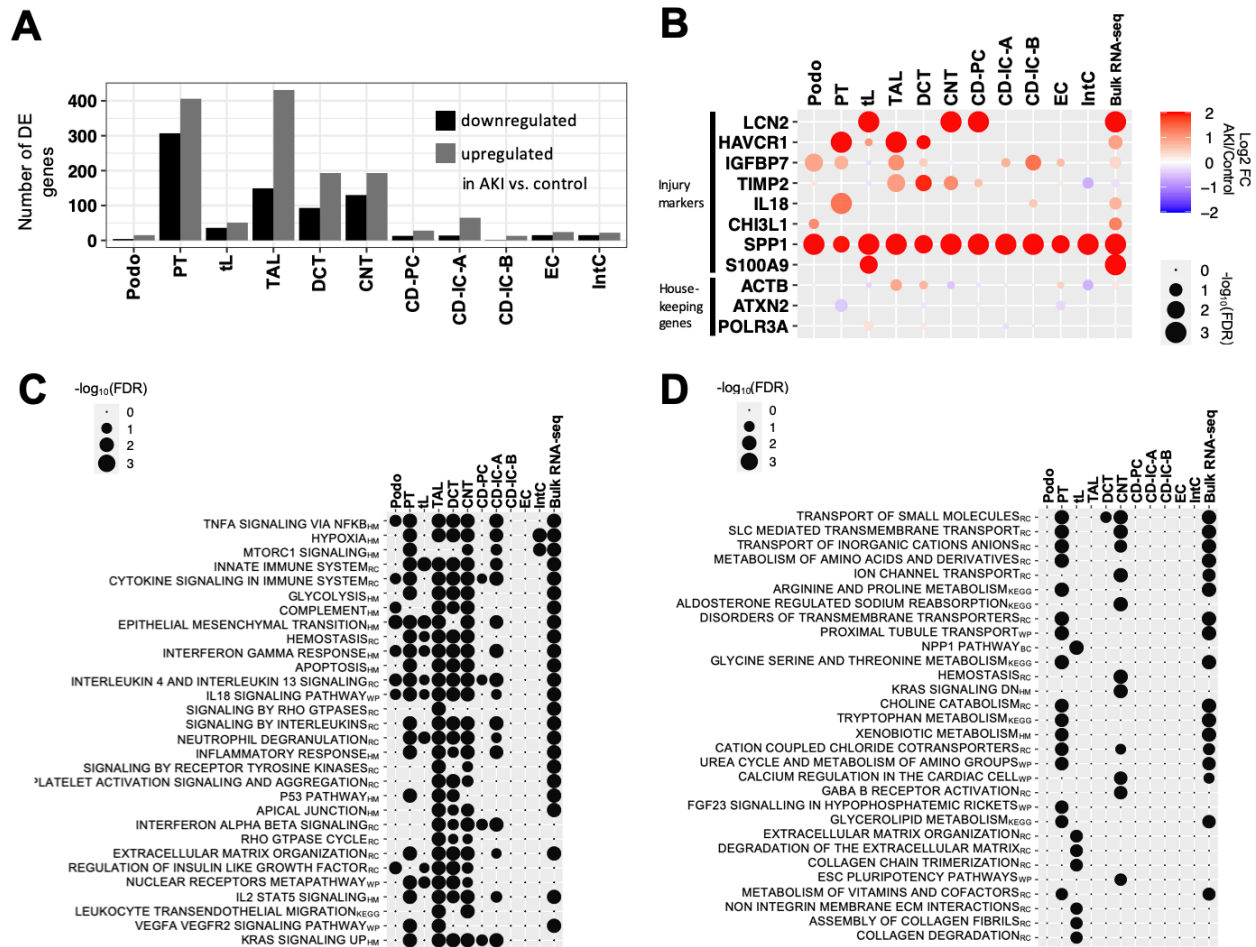 A
Number of DE
genes
400
300
200
100
0
downregulated
upregulated
in AKI vs. control
Podo
PT
tL
TAL
DCT
CNT
CD-PC
CD-IC-A
CD-IC-B
EC
IntC
B
Podo
PT
tL
TAL
DCT
CNT
CD-PC
CD-IC-A
CD-IC-B
EC
IntC
Bulk RNA-seq
Injury
markers
LCN2
HAVCR1
IGFBP7
TIMP2
IL18
CHI3L1
SPP1
S100A9
House-
keeping
genes
ACTB
ATXN2
POLR3A
2
1
0
-1
-2
Log2 FC
AKI/Control
0
1
2
3
-log10(FDR)
C
-log10(FDR)
0
1
2
3
Podo
PT
tL
TAL
DCT
CNT
CD-PC
CD-IC-A
CD-IC-B
EC
IntC
Bulk RNA-seq
TNFA SIGNALING VIA NFKBHM
HYPOXIAHM
MTORC1 SIGNALINGHM
INNATE IMMUNE SYSTEMRC
CYTOKINE SIGNALING IN IMMUNE SYSTEMRC
GLYCOLYSISHM
COMPLEMENTHM
EPITHELIAL MESENCHYMAL TRANSITIONHM
HEMOSTASISRC
INTERFERON GAMMA RESPONSEHM
APOPTOSISHM
INTERLEUKIN 4 AND INTERLEUKIN 13 SIGNALINGRC
IL18 SIGNALING PATHWAYWP
SIGNALING BY RHO GTPASESRC
SIGNALING BY INTERLEUKINSRC
NEUTROPHIL DEGRANULATIONRC
INFLAMMATORY RESPONSEHM
SIGNALING BY RECEPTOR TYROSINE KINASESRC
PLATELET ACTIVATION SIGNALING AND AGGREGATIONRC
P53 PATHWAYHM
APICAL JUNCTIONHM
INTERFERON ALPHA BETA SIGNALINGRC
RHO GTPASE CYCLERC
EXTRACELLULAR MATRIX ORGANIZATIONRC
REGULATION OF INSULIN LIKE GROWTH FACTORRC
NUCLEAR RECEPTORS METAPATHWAYWP
IL2 STAT5 SIGNALINGHM
LEUKOCYTE TRANSENDOTHELIAL MIGRATIONKEGG
VEGFA VEGFR2 SIGNALING PATHWAYWP
KRAS SIGNALING UPHM
D
-log10(FDR)
0
1
2
3
Podo
PT
tL
TAL
DCT
CNT
CD-PC
CD-IC-A
CD-IC-B
EC
IntC
Bulk RNA-seq
TRANSPORT OF SMALL MOLECULESRC
SLC MEDIATED TRANSMEMBRANE TRANSPORTRC
TRANSPORT OF INORGANIC CATIONS ANIONSRC
METABOLISM OF AMINO ACIDS AND DERIVATIVESRC
ION CHANNEL TRANSPORTRC
ARGININE AND PROLINE METABOLISMKEGG
ALDOSTERONE REGULATED SODIUM REABSORPTIONKEGG
DISORDERS OF TRANSMEMBRANE TRANSPORTERSRC
PROXIMAL TUBULE TRANSPORTWP
NPP1 PATHWAYBC
GLYCINE SERINE AND THREONINE METABOLISMKEGG
HEMOSTASISRC
KRAS SIGNALING DNHM
CHOLINE CATABOLISMRC
TRYPTOPHAN METABOLISMKEGG
XENOBIOTIC METABOLISMHM
CATION COUPLED CHLORIDE COTRANSPORTERSRC
UREA CYCLE AND METABOLISM OF AMINO GROUPSWP
CALCIUM REGULATION IN THE CARDIAC CELLWP
GABA B RECEPTOR ACTIVATIONRC
FGF23 SIGNALLING IN HYPOPHOSPHATEMIC RICKETSWP
GLYCEROLIPID METABOLISMKEGG
EXTRACELLULAR MATRIX ORGANIZATIONRC
DEGRADATION OF THE EXTRACELLULAR MATRIXRC
COLLAGEN CHAIN TRIMERIZATIONRC
ESC PLURIPOTENCY PATHWAYSWP
METABOLISM OF VITAMINS AND COFACTORSRC
NON INTEGRIN MEMBRANE ECM INTERACTIONSRC
ASSEMBLY OF COLLAGEN FIBRILSRC
COLLAGEN DEGRADATIONRC